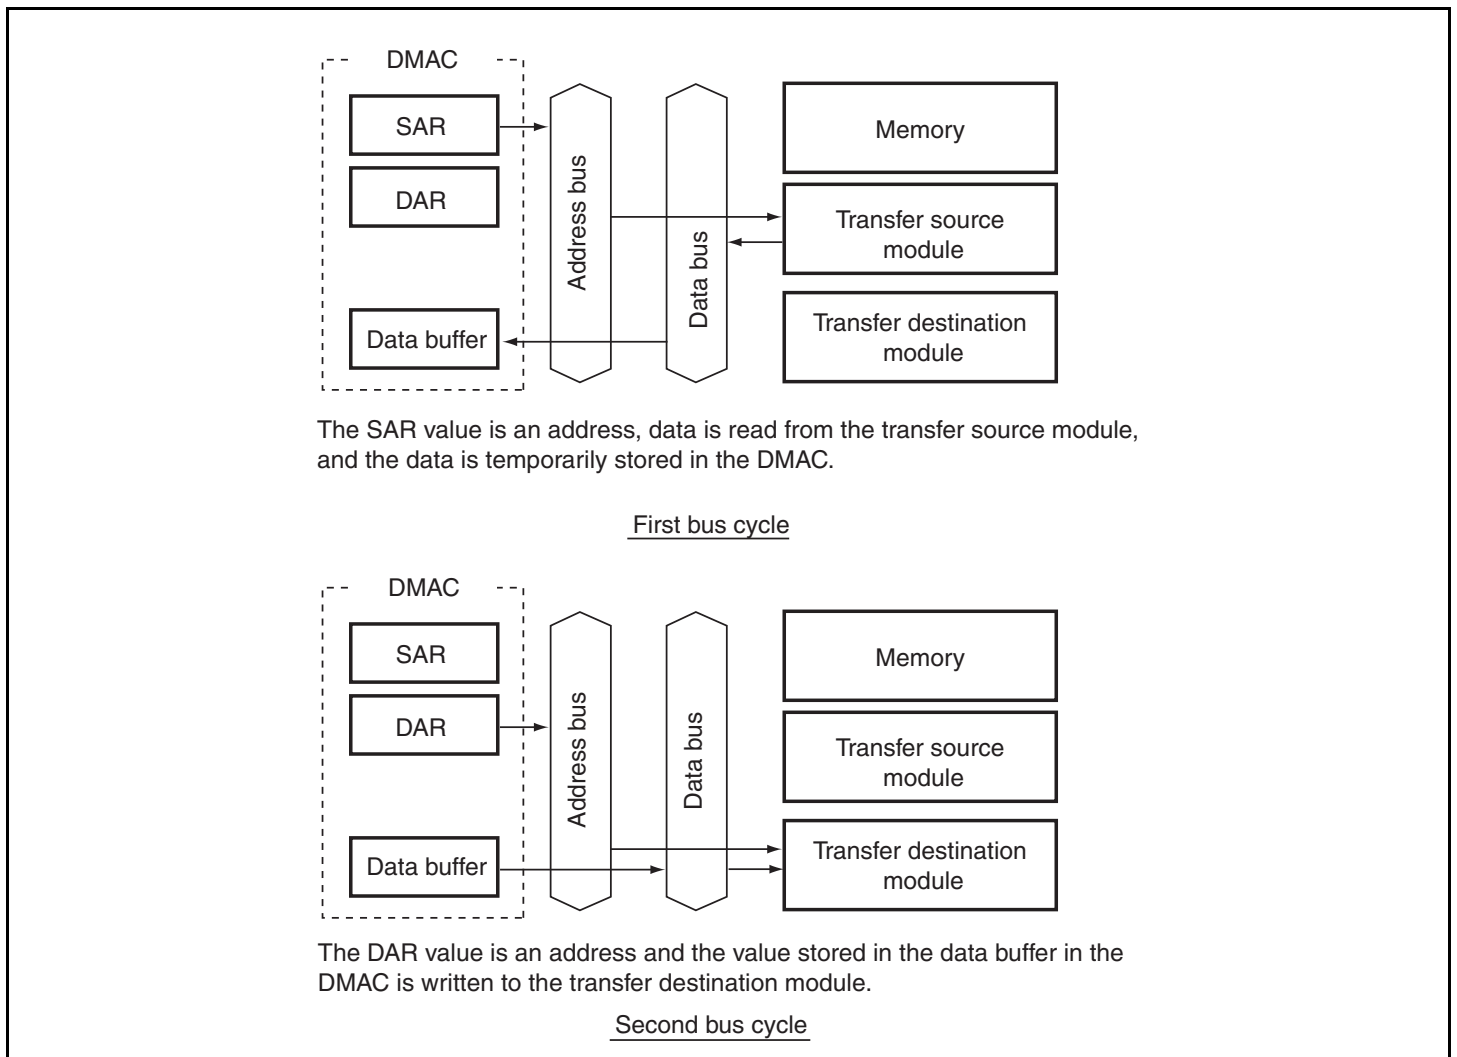 DMAC
SAR
DAR
Data buffer
Address bus
Data bus
Memory
Transfer source
module
Transfer destination
module
The SAR value is an address, data is read from the transfer source module,
and the data is temporarily stored in the DMAC.
First bus cycle
DMAC
SAR
DAR
Data buffer
Address bus
Data bus
Memory
Transfer source
module
Transfer destination
module
The DAR value is an address and the value stored in the data buffer in the
DMAC is written to the transfer destination module.
Second bus cycle